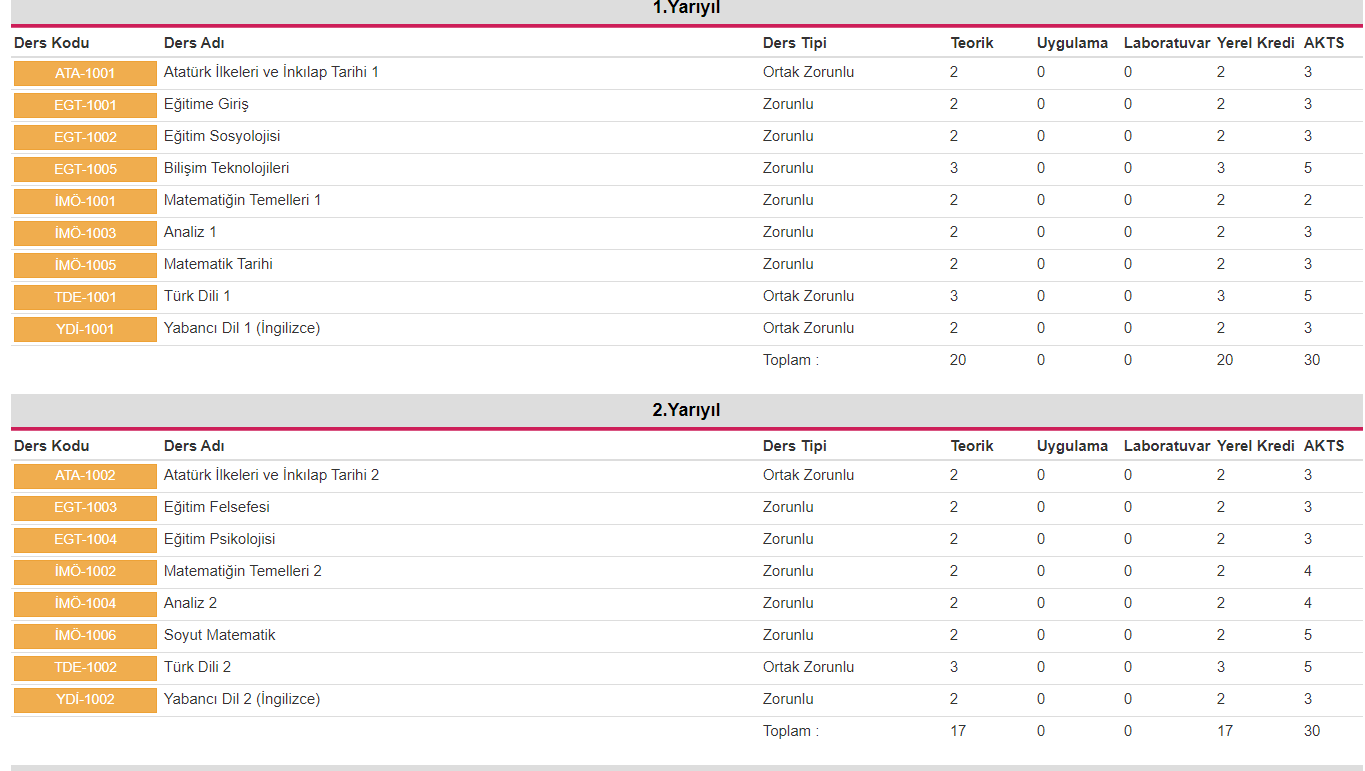 1.Yarıyıl
Ders Kodu Ders Adı Ders Tipi Teorik Uygulama Laboratuvar Yerel Kredi AKTS
ATA-1001 Atatürk İlkeleri ve İnkılap Tarihi 1 Ortak Zorunlu 2 0 0 2 3
EGT-1001 Eğitime Giriş Zorunlu 2 0 0 2 3
EGT-1002 Eğitim Sosyolojisi Zorunlu 2 0 0 2 3
EGT-1005 Bilişim Teknolojileri Zorunlu 3 0 0 3 5
İMÖ-1001 Matematiğin Temelleri 1 Zorunlu 2 0 0 2 2
İMÖ-1003 Analiz 1 Zorunlu 2 0 0 2 3
İMÖ-1005 Matematik Tarihi Zorunlu 2 0 0 2 3
TDE-1001 Türk Dili 1 Ortak Zorunlu 3 0 0 3 5
YDİ-1001 Yabancı Dil 1 (İngilizce) Ortak Zorunlu 2 0 0 2 3
Toplam : 20 0 0 20 30
2.Yarıyıl
Ders Kodu Ders Adı Ders Tipi Teorik Uygulama Laboratuvar Yerel Kredi AKTS
ATA-1002 Atatürk İlkeleri ve İnkılap Tarihi 2 Ortak Zorunlu 2 0 0 2 3
EGT-1003 Eğitim Felsefesi Zorunlu 2 0 0 2 3
EGT-1004 Eğitim Psikolojisi Zorunlu 2 0 0 2 3
İMÖ-1002 Matematiğin Temelleri 2 Zorunlu 2 0 0 2 4
İMÖ-1004 Analiz 2 Zorunlu 2 0 0 2 4
İMÖ-1006 Soyut Matematik Zorunlu 2 0 0 2 5
TDE-1002 Türk Dili 2 Ortak Zorunlu 3 0 0 3 5
YDİ-1002 Yabancı Dil 2 (İngilizce) Zorunlu 2 0 0 2 3
Toplam : 17 0 0 17 30